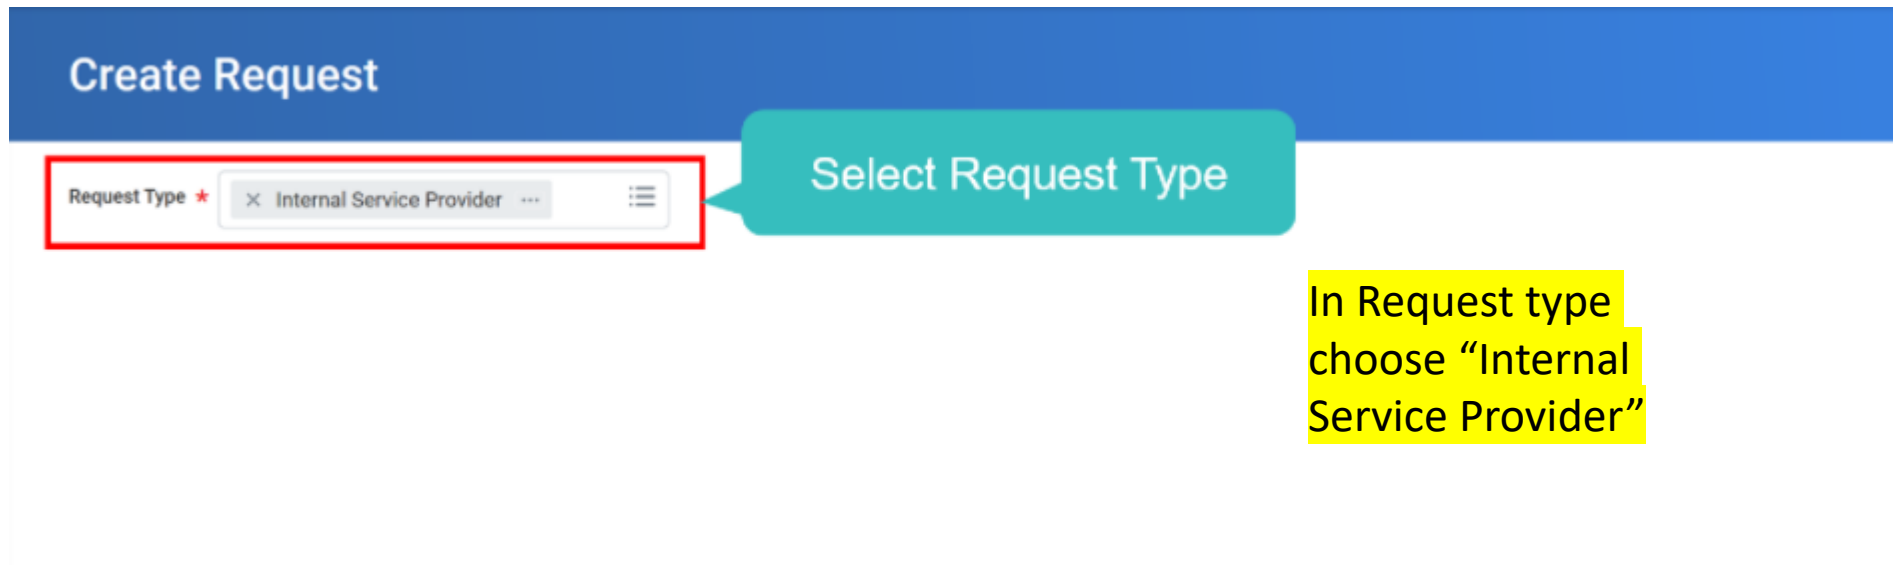 Create Request
Select Request Type
Request Type * × Internal Service Provider ···
In Request type
choose “Internal
Service Provider”